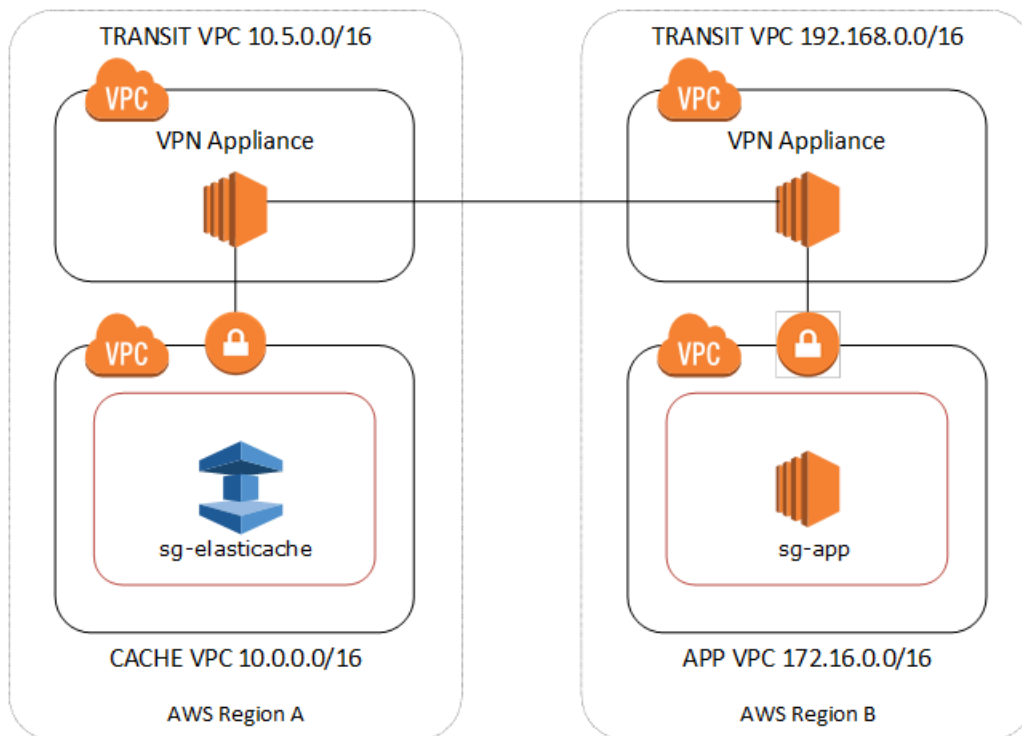 TRANSIT VPC 10.5.0.0/16
VPC
VPN Appliance
VPC
sg-elasticache
CACHE VPC 10.0.0.0/16
AWS Region A
TRANSIT VPC 192.168.0.0/16
VPC
VPN Appliance
VPC
sg-app
APP VPC 172.16.0.0/16
AWS Region B